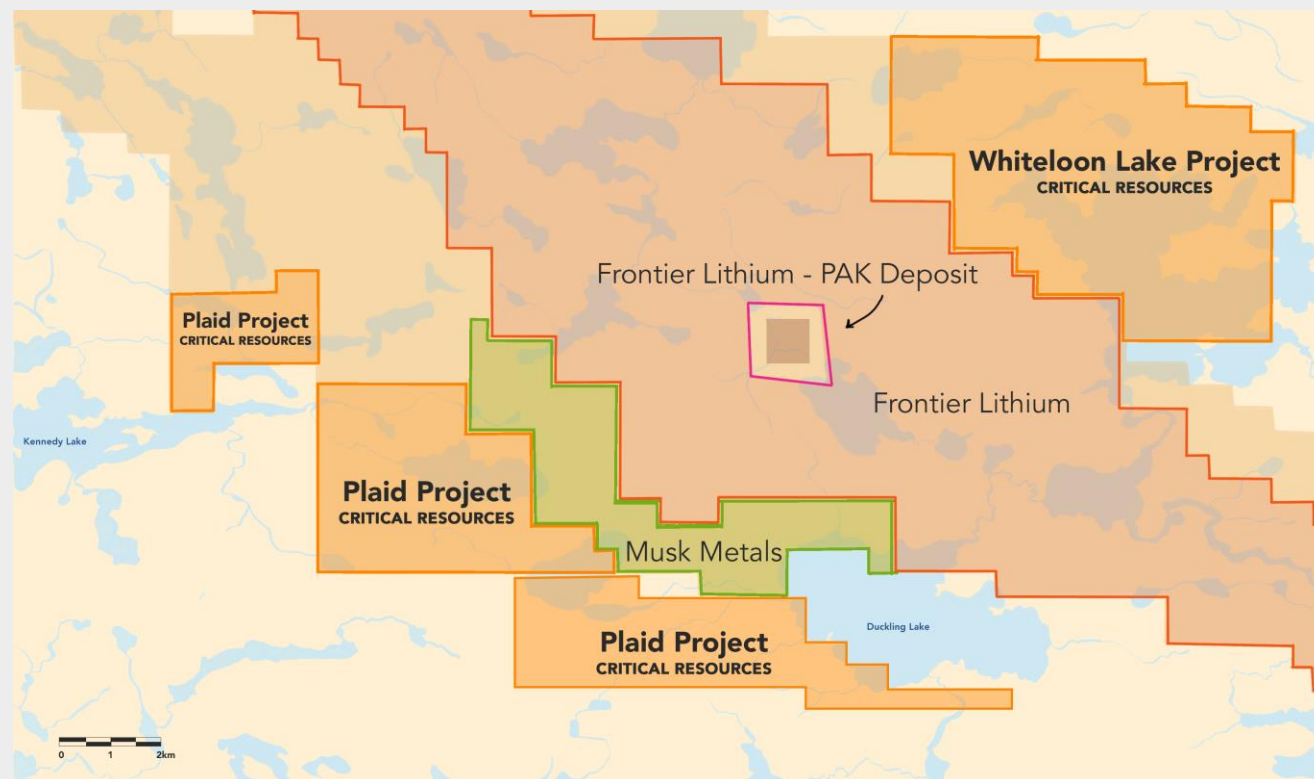 Whiteloon Lake Project
CRITICAL RESOURCES
Frontier Lithium - PAK Deposit
Plaid Project
CRITICAL RESOURCES
Frontier Lithium
Kennedy Lake
Plaid Project
CRITICAL RESOURCES
Musk Metals
Duckling Lake
Plaid Project
CRITICAL RESOURCES
0 1 2km